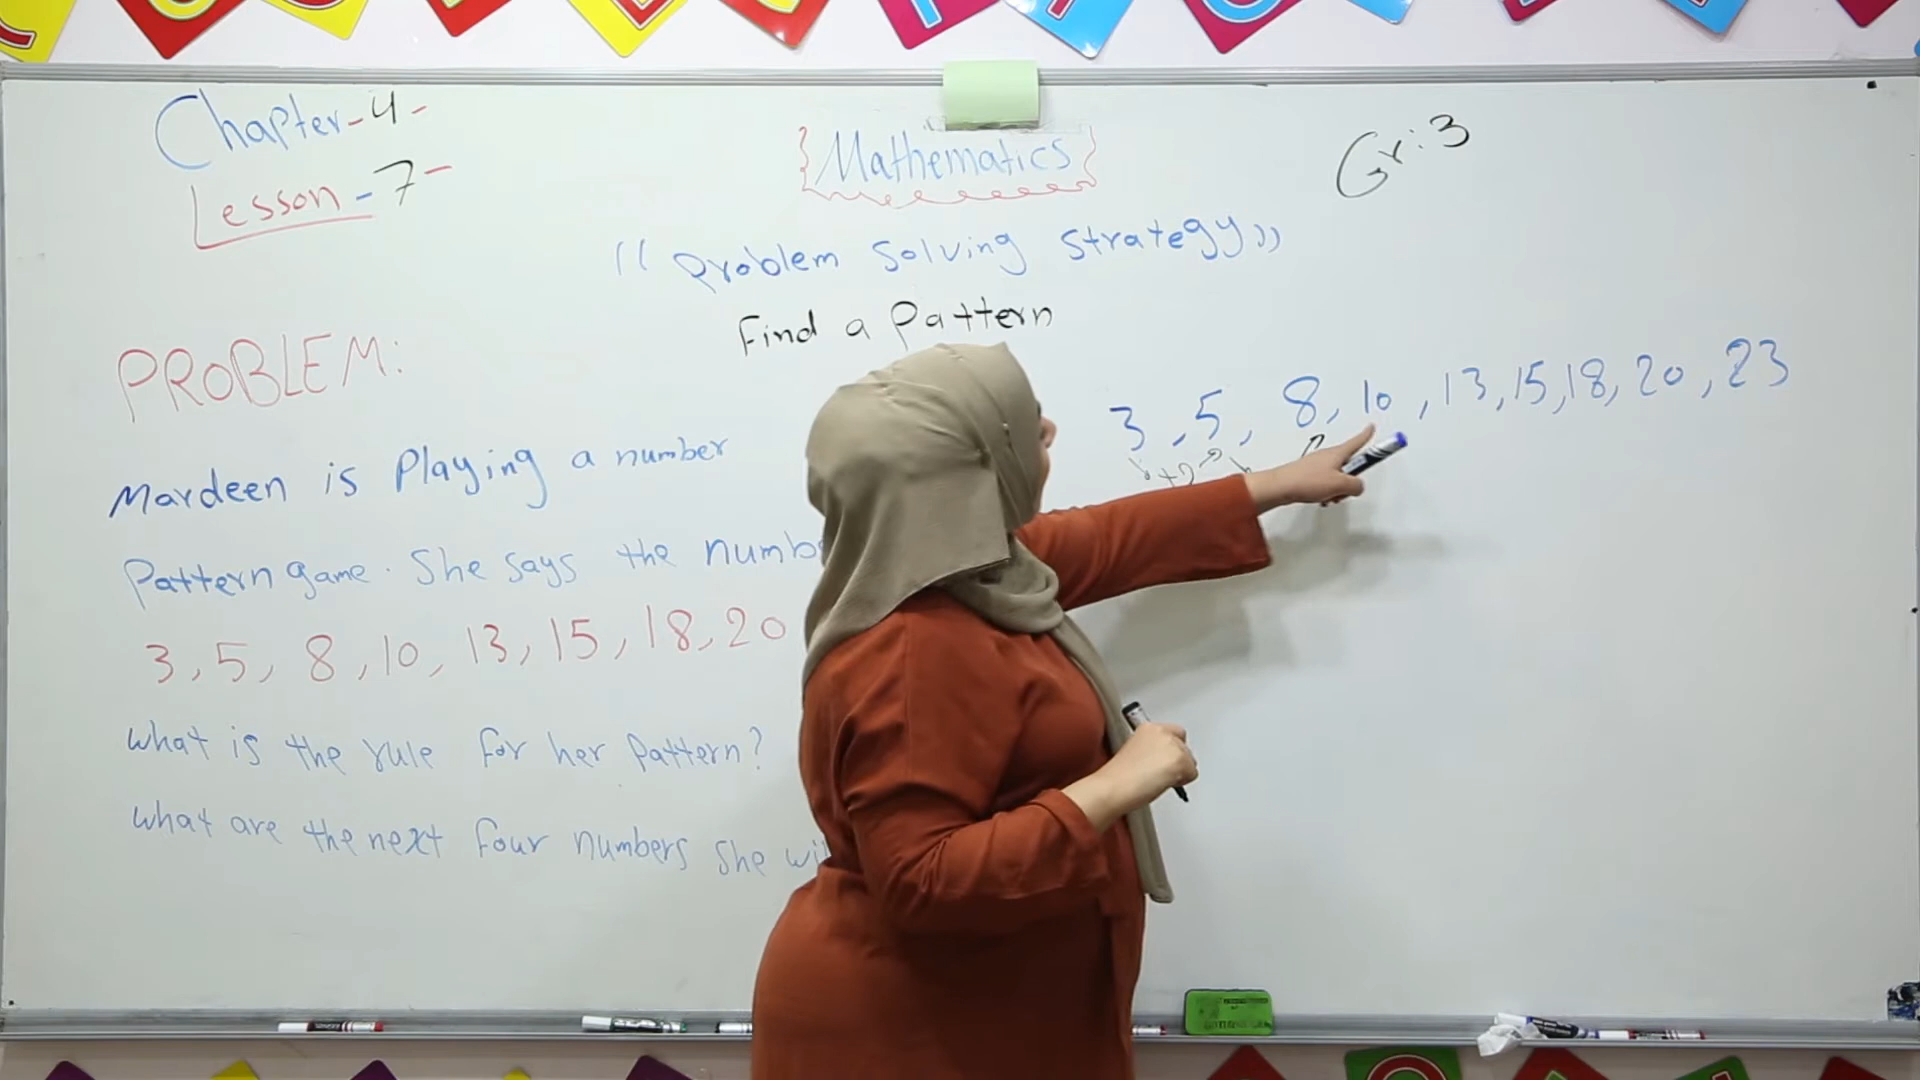 Chapter-4-
Lesson-7-
Mathematics
Gr:3
(( Problem Solving Strategy ))
Find a Pattern
PROBLEM:
3, 5, 8, 10, 13, 15, 18, 20, 23
+2
Mardeen is Playing a number
Pattern game. She says the
3, 5, 8, 10, 13, 15, 18, 20
what is the rule for her Pattern?
what are the next four numbers she